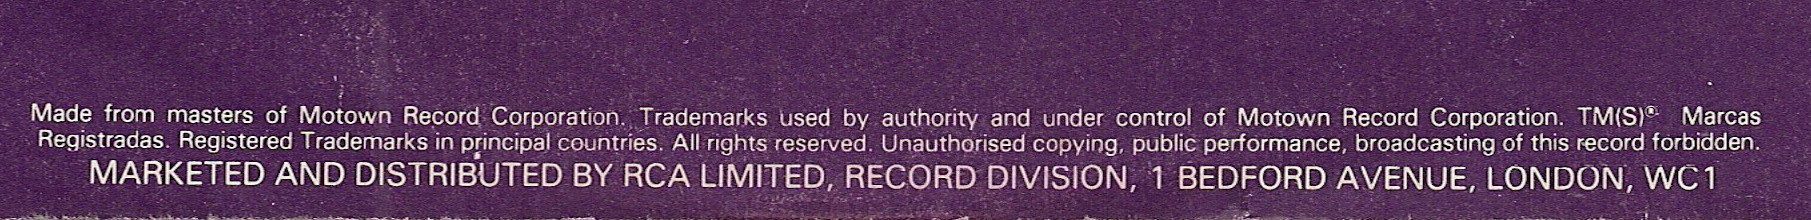 Made from masters of Motown Record Corporation. Trademarks used by authority and under control of Motown Record Corporation. TM(S)® Marcas
Registradas. Registered Trademarks in principal countries. All rights reserved. Unauthorised copying, public performance, broadcasting of this record forbidden.
MARKETED AND DISTRIBUTED BY RCA LIMITED, RECORD DIVISION, 1 BEDFORD AVENUE, LONDON, WC1